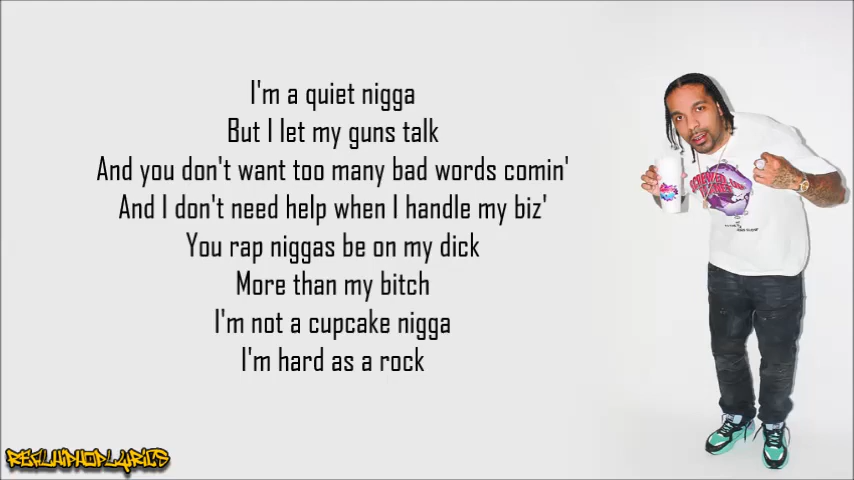 I'm a quiet nigga
But I let my guns talk
And you don't want too many bad words comin'
And I don't need help when I handle my biz'
You rap niggas be on my dick
More than my bitch
I'm not a cupcake nigga
I'm hard as a rock
REALHIPHOPLYRICS